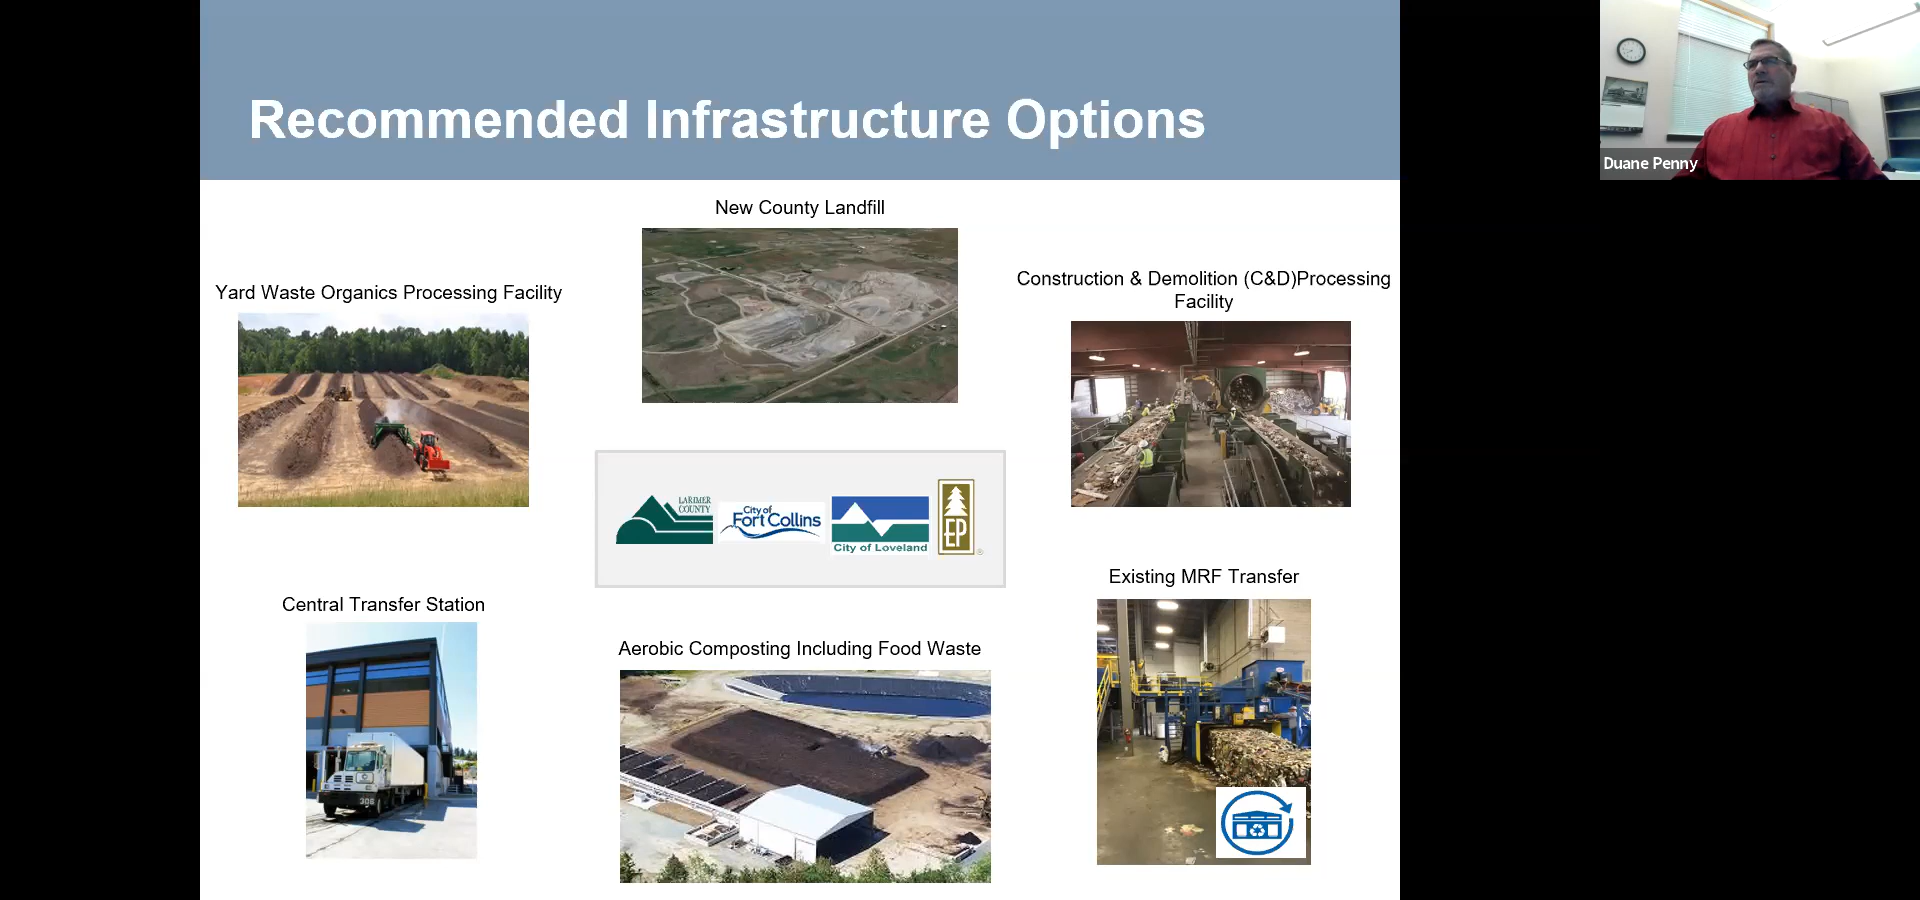 Recommended Infrastructure Options
Duane Penny
New County Landfill
Yard Waste Organics Processing Facility
Construction & Demolition (C&D)Processing
Facility
LARIMER
COUNTY
City of
Fort Collins
City of Loveland
EP
®
Central Transfer Station
Aerobic Composting Including Food Waste
Existing MRF Transfer
306